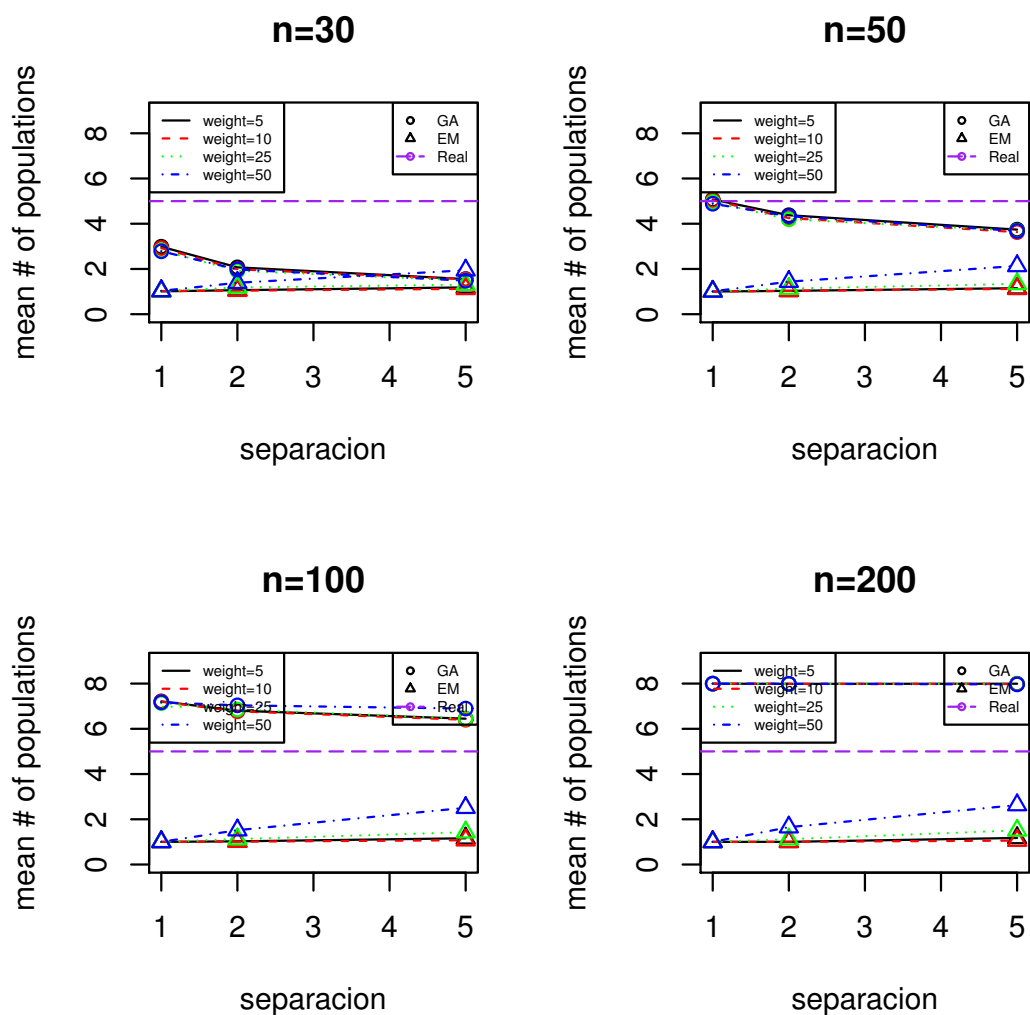 n=30
mean # of populations
8
6
4
2
0
weight=5
weight=10
weight=25
weight=50
GA
EM
Real
1 2 3 4 5
separacion
n=50
mean # of populations
8
6
4
2
0
weight=5
weight=10
weight=25
weight=50
GA
EM
Real
1 2 3 4 5
separacion
n=100
mean # of populations
8
6
4
2
0
weight=5
weight=10
weight=25
weight=50
GA
EM
Real
1 2 3 4 5
separacion
n=200
mean # of populations
8
6
4
2
0
weight=5
weight=10
weight=25
weight=50
GA
EM
Real
1 2 3 4 5
separacion